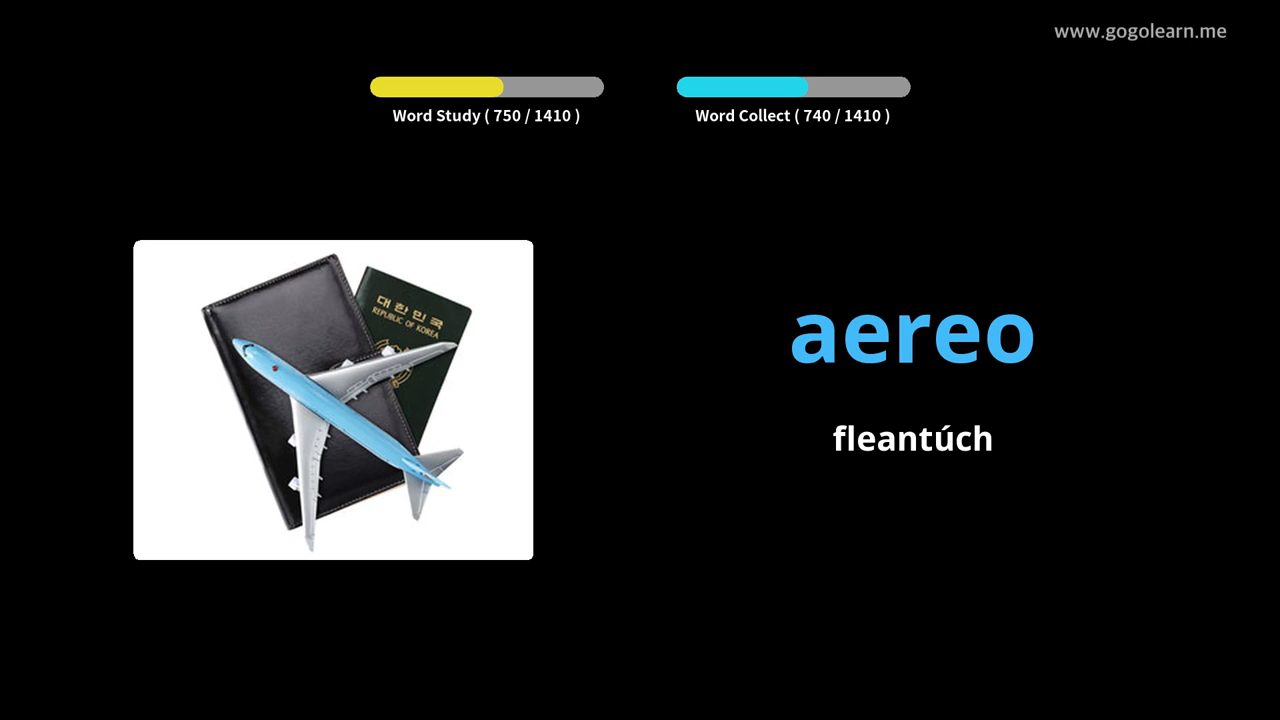 www.gogolearn.me
Word Study ( 750 / 1410 )
Word Collect ( 740 / 1410 )
대한민국
REPUBLIC OF KOREA
aereo
fleantúch